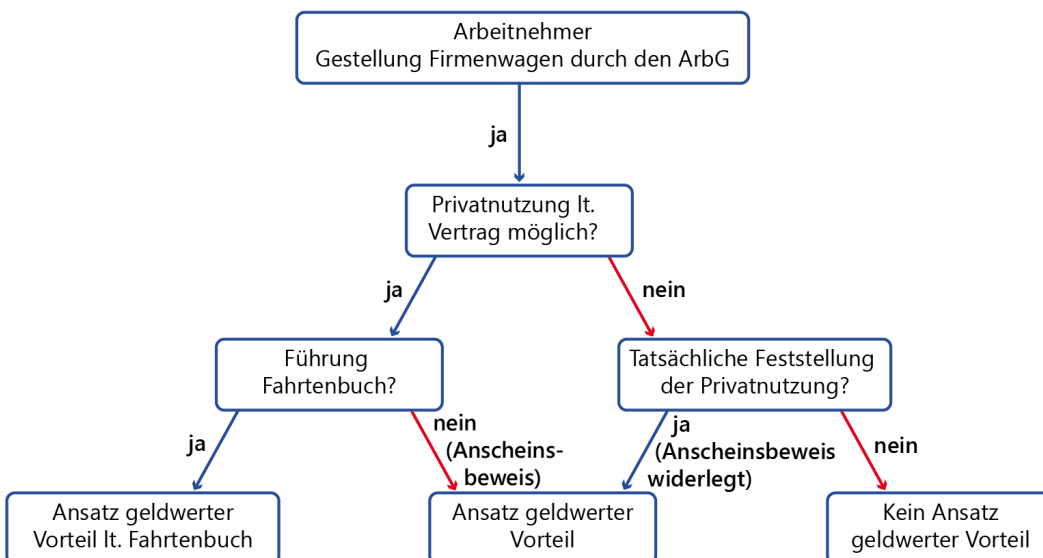 Arbeitnehmer
Gestellung Firmenwagen durch den ArbG
ja
Privatnutzung lt.
Vertrag möglich?
ja
nein
Führung
Fahrtenbuch?
Tatsächliche Feststellung
der Privatnutzung?
ja
nein
(Anscheins-
beweis)
ja
(Anscheinsbeweis
widerlegt)
nein
Ansatz geldwerter
Vorteil lt. Fahrtenbuch
Ansatz geldwerter
Vorteil
Kein Ansatz
geldwerter Vorteil